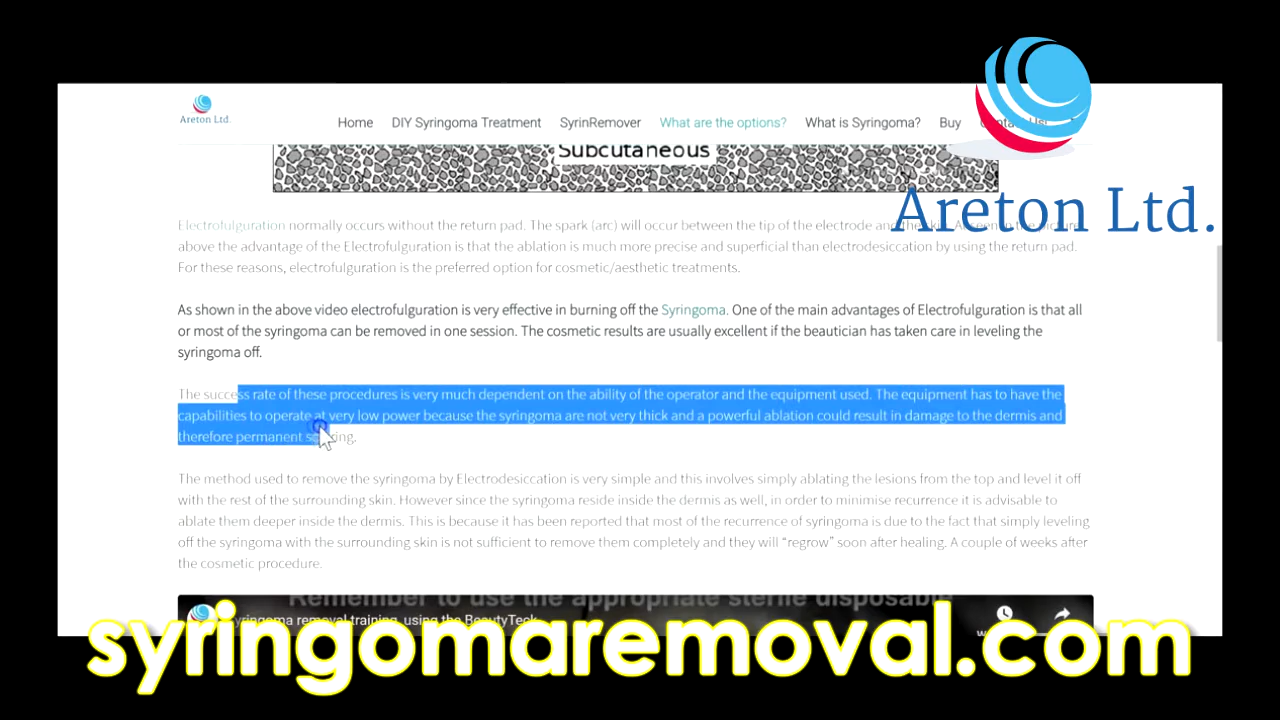 Areton Ltd.
Home DIY Syringoma Treatment SyrinRemover What are the options? What is Syringoma? Buy
Subcutaneous
Areton Ltd.
Electrofulguration normally occurs without the return pad. The spark (arc) will occur between the tip of the electrode and the
above the advantage of the Electrofulguration is that the ablation is much more precise and superficial than electrodesiccation by using the return pad.
For these reasons, electrofulguration is the preferred option for cosmetic/aesthetic treatments.
As shown in the above video electrofulguration is very effective in burning off the Syringoma. One of the main advantages of Electrofulguration is that all
or most of the syringoma can be removed in one session. The cosmetic results are usually excellent if the beautician has taken care in leveling the
syringoma off.
The success rate of these procedures is very much dependent on the ability of the operator and the equipment used. The equipment has to have the
capabilities to operate at very low power because the syringoma are not very thick and a powerful ablation could result in damage to the dermis and
therefore permanent
The method used to remove the syringoma by Electrodesiccation is very simple and this involves simply ablating the lesions from the top and level it off
with the rest of the surrounding skin. However since the syringoma reside inside the dermis as well, in order to minimise recurrence it is advisable to
ablate them deeper inside the dermis. This is because it has been reported that most of the recurrence of syringoma is due to the fact that simply leveling
off the syringoma with the surrounding skin is not sufficient to remove them completely and they will “regrow” soon after healing. A couple of weeks after
the cosmetic procedure.
Remember to use the appropriate sterile disposable
syringoma removal training, using the BeautyTeck
syringomaremoval.com